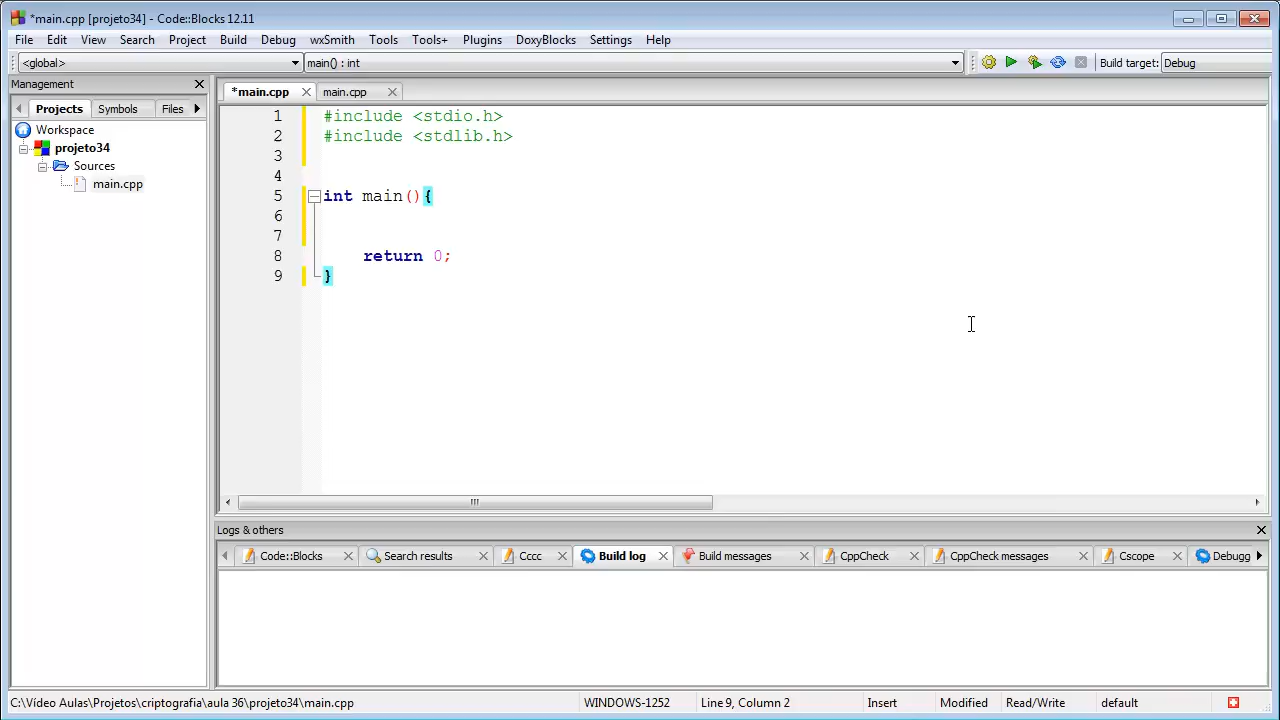 *main.cpp [projeto34] - Code::Blocks 12.11
File Edit View Search Project Build Debug wxSmith Tools Tools+ Plugins DoxyBlocks Settings Help
<global> main() : int Build target: Debug
Management
Projects Symbols Files
Workspace
projeto34
Sources
main.cpp
*main.cpp main.cpp
1 #include <stdio.h>
2 #include <stdlib.h>
3
4
5 int main(){
6
7
8 return 0;
9 }
Logs & others
Code::Blocks Search results Cccc Build log Build messages CppCheck CppCheck messages Cscope Debugg
C:\Vídeo Aulas\Projetos\criptografia\aula 36\projeto34\main.cpp WINDOWS-1252 Line 9, Column 2 Insert Modified Read/Write default